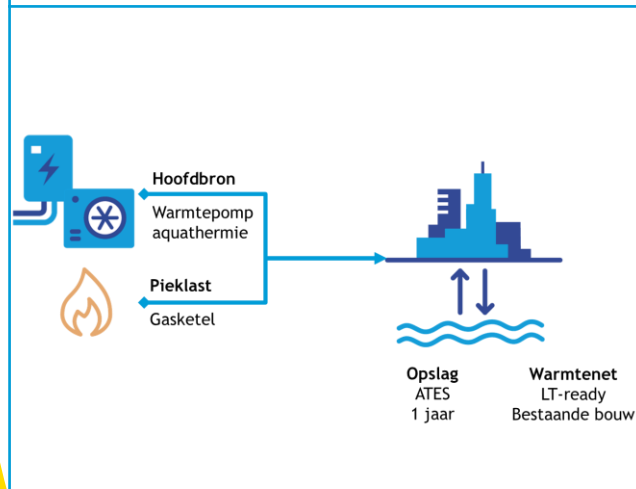 Hoofdbron
Warmtepomp
aquathermie
Pieklast
Gasketel
Opslag
ATES
1 jaar
Warmtenet
LT-ready
Bestaande bouw